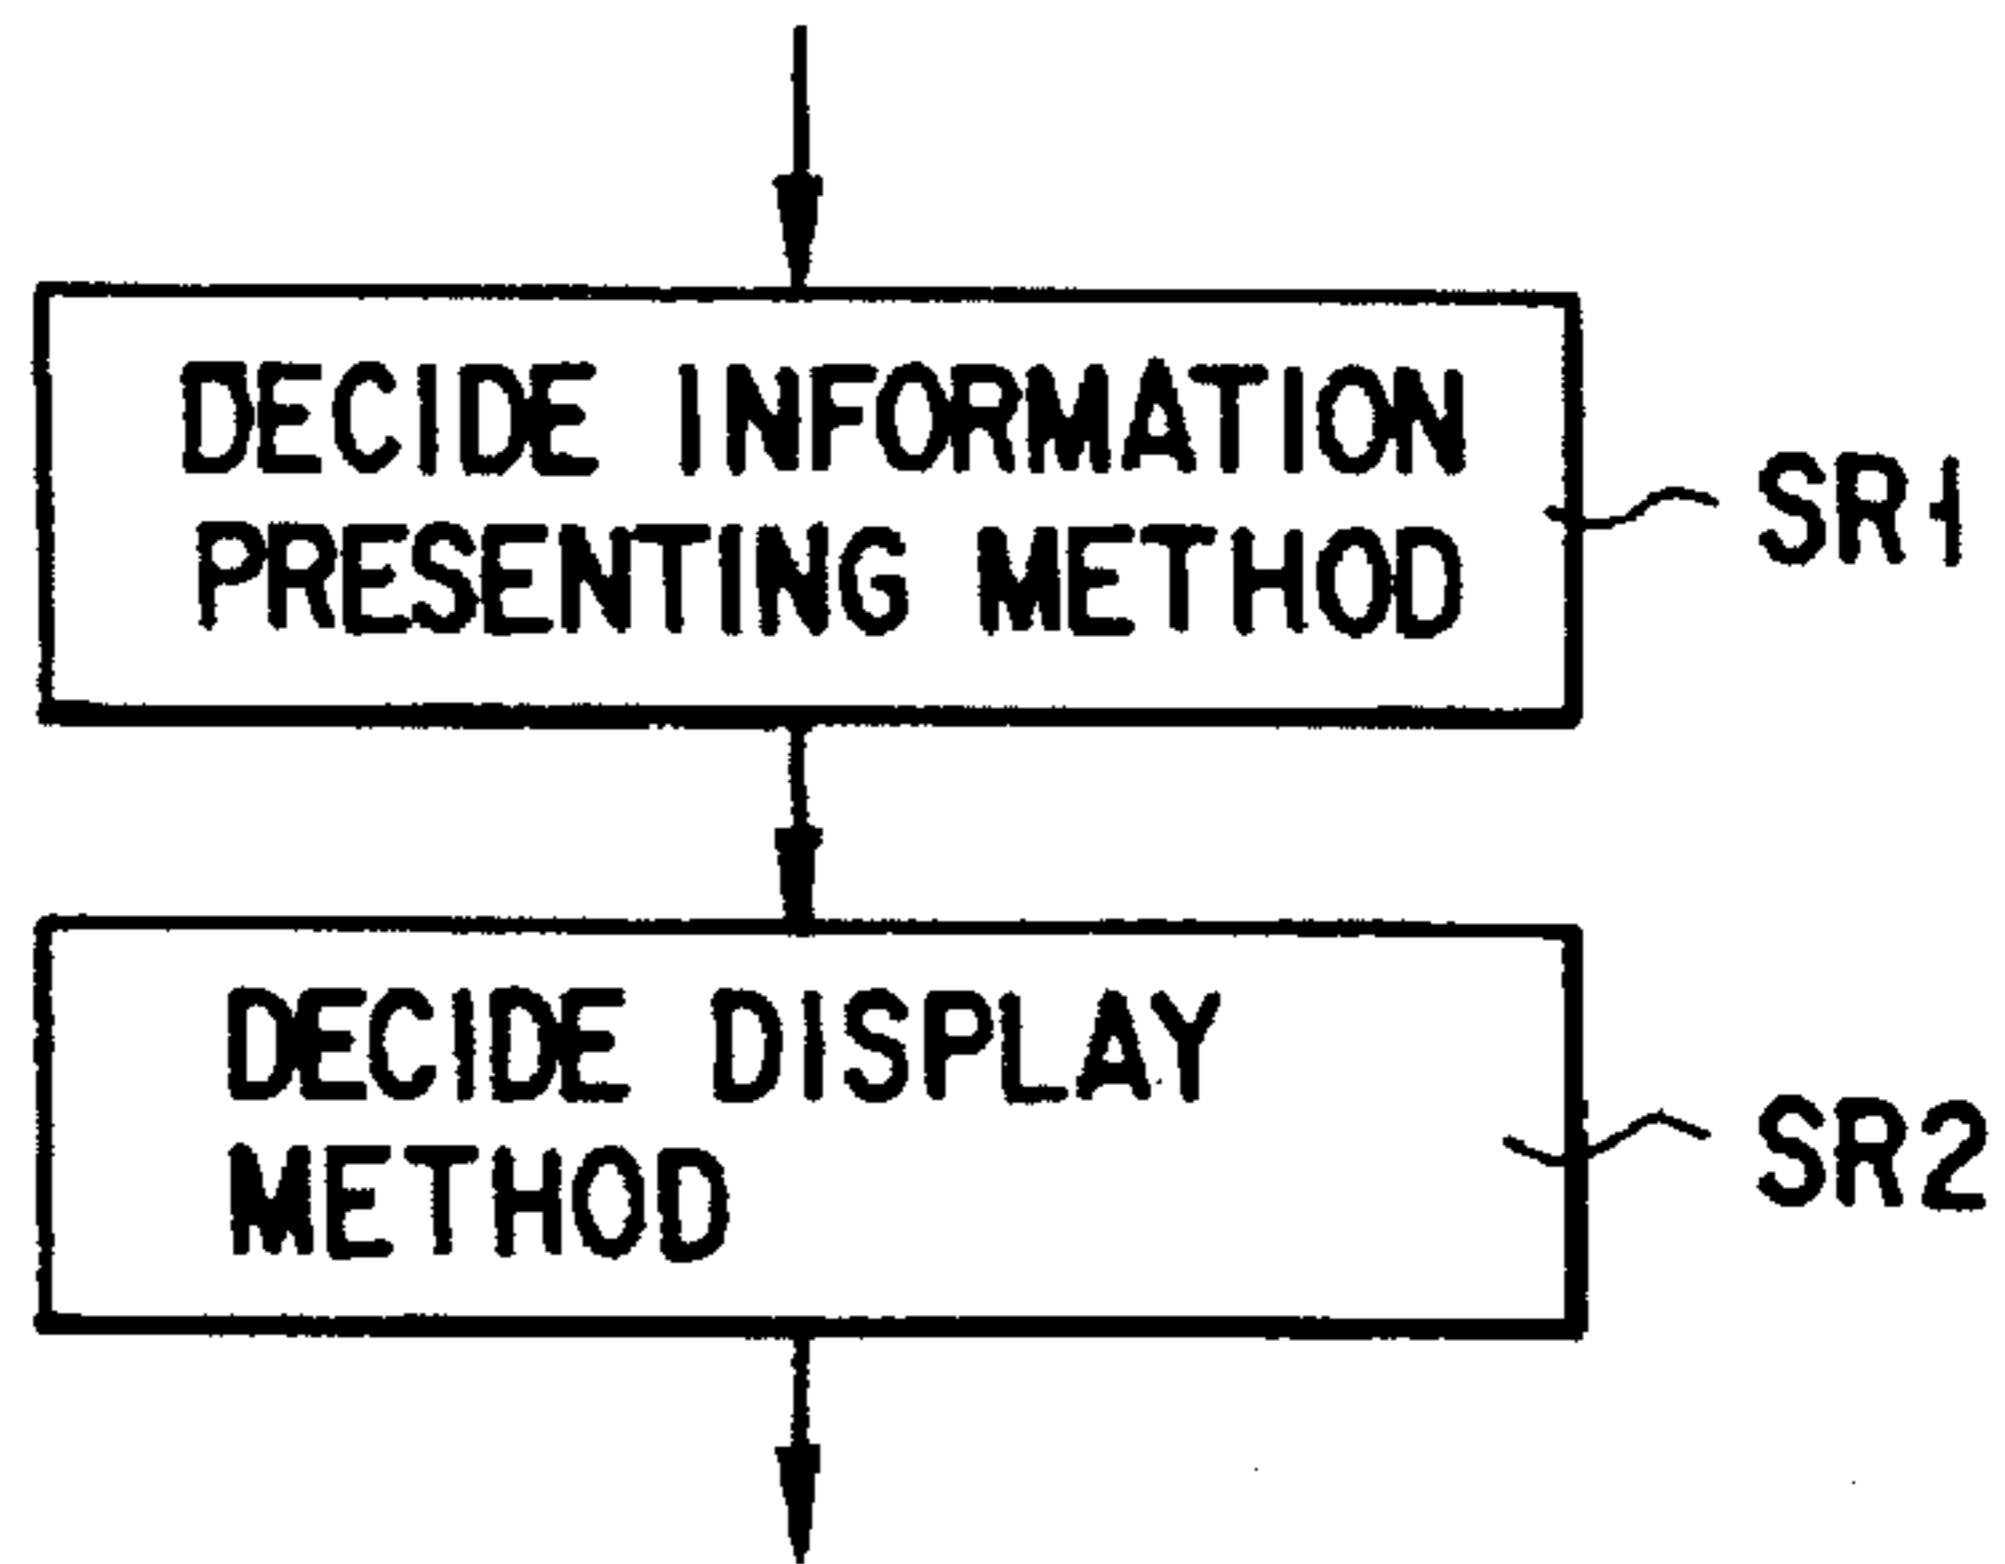 DECIDE INFORMATION
PRESENTING METHOD
SR1
DECIDE DISPLAY
METHOD
SR2